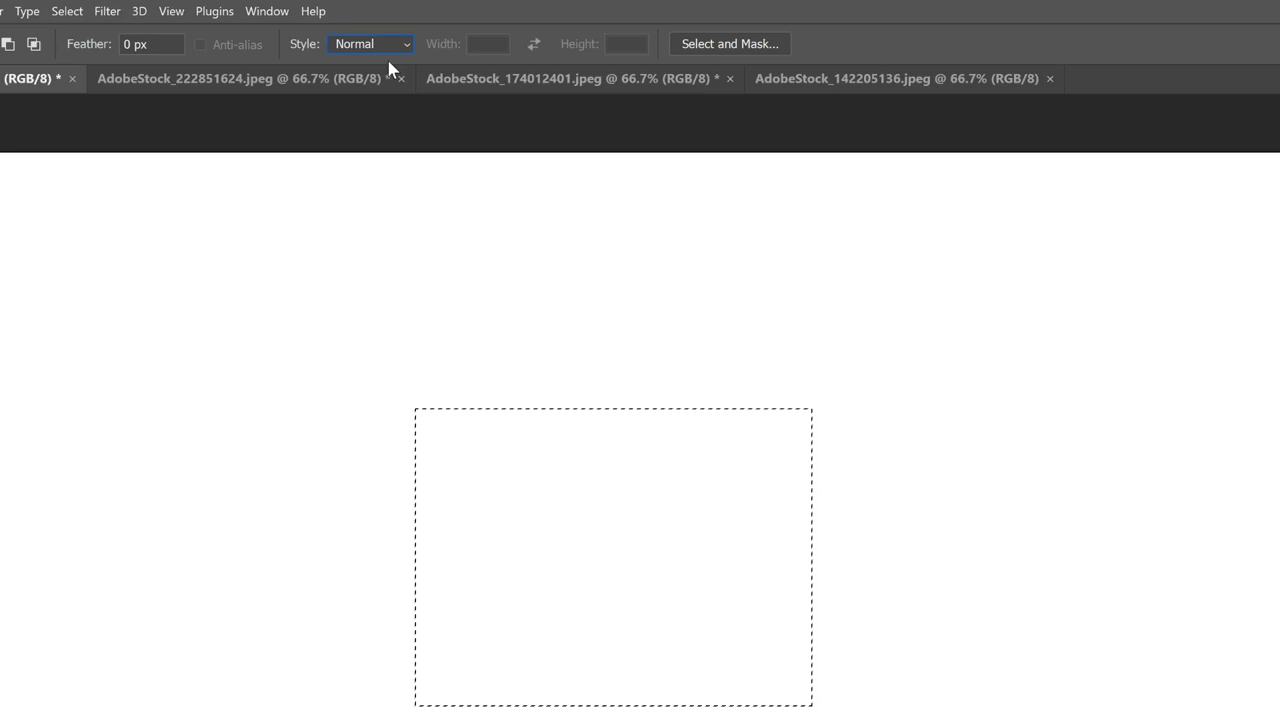 Type Select Filter 3D View Plugins Window Help
Feather: 0 px Anti-alias Style: Normal Width: Height: Select and Mask...
(RGB/8) * × AdobeStock_222851624.jpeg @ 66.7% (RGB/8) * × AdobeStock_174012401.jpeg @ 66.7% (RGB/8) * × AdobeStock_142205136.jpeg @ 66.7% (RGB/8) ×